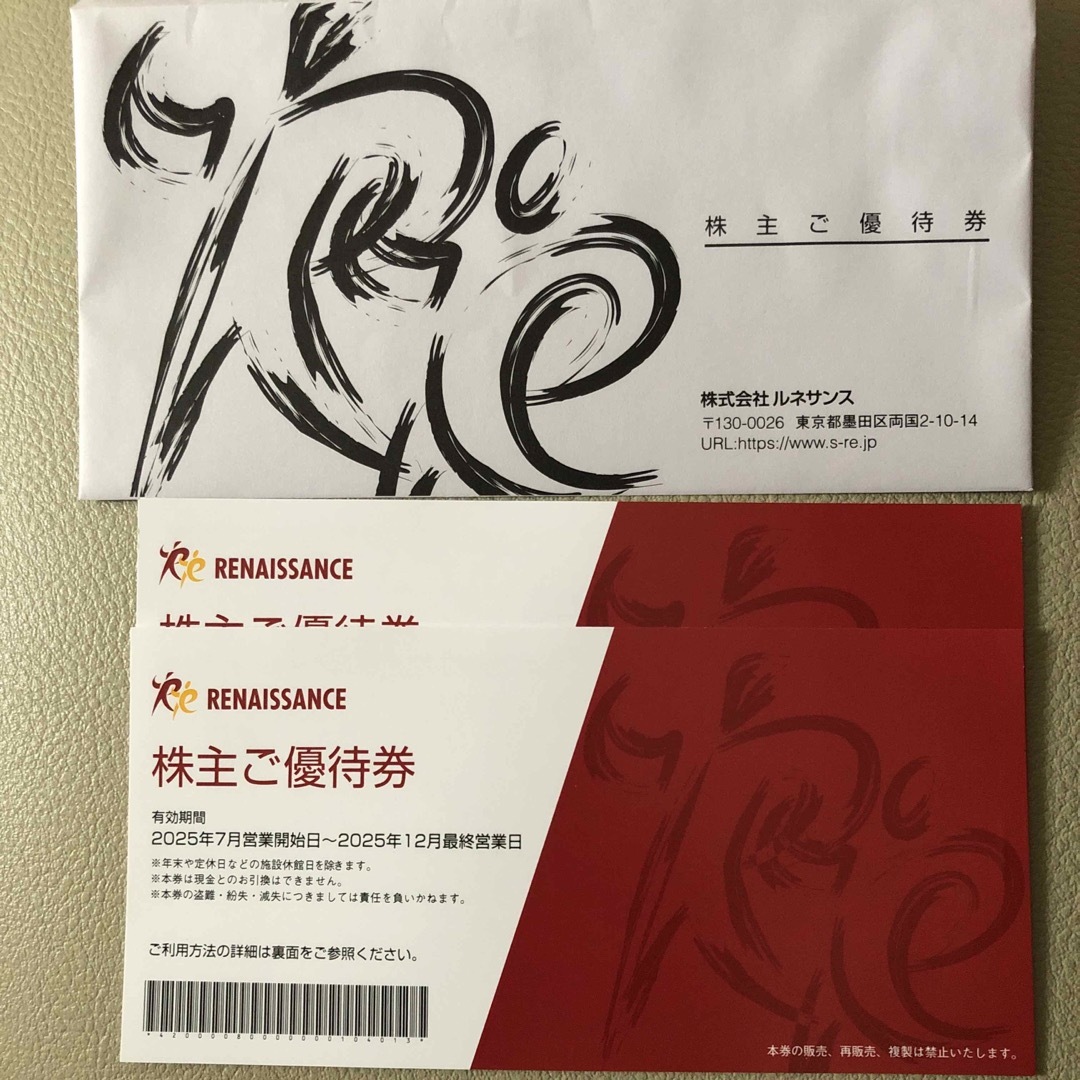 株主ご優待券
株式会社 ルネサンス
〒130-0026 東京都墨田区両国2-10-14
URL:https://www.s-re.jp
RENAISSANCE
株主ご優待券
RENAISSANCE
株主ご優待券
有効期間
2025年7月営業開始日～2025年12月最終営業日
※年末や定休日などの施設休館日を除きます。
※本券は現金とのお引換はできません。
※本券の盗難・紛失・滅失につきましては責任を負いかねます。
ご利用方法の詳細は裏面をご参照ください。
*4200000800000000104013*
本券の販売、再販売、複製は禁止いたします。